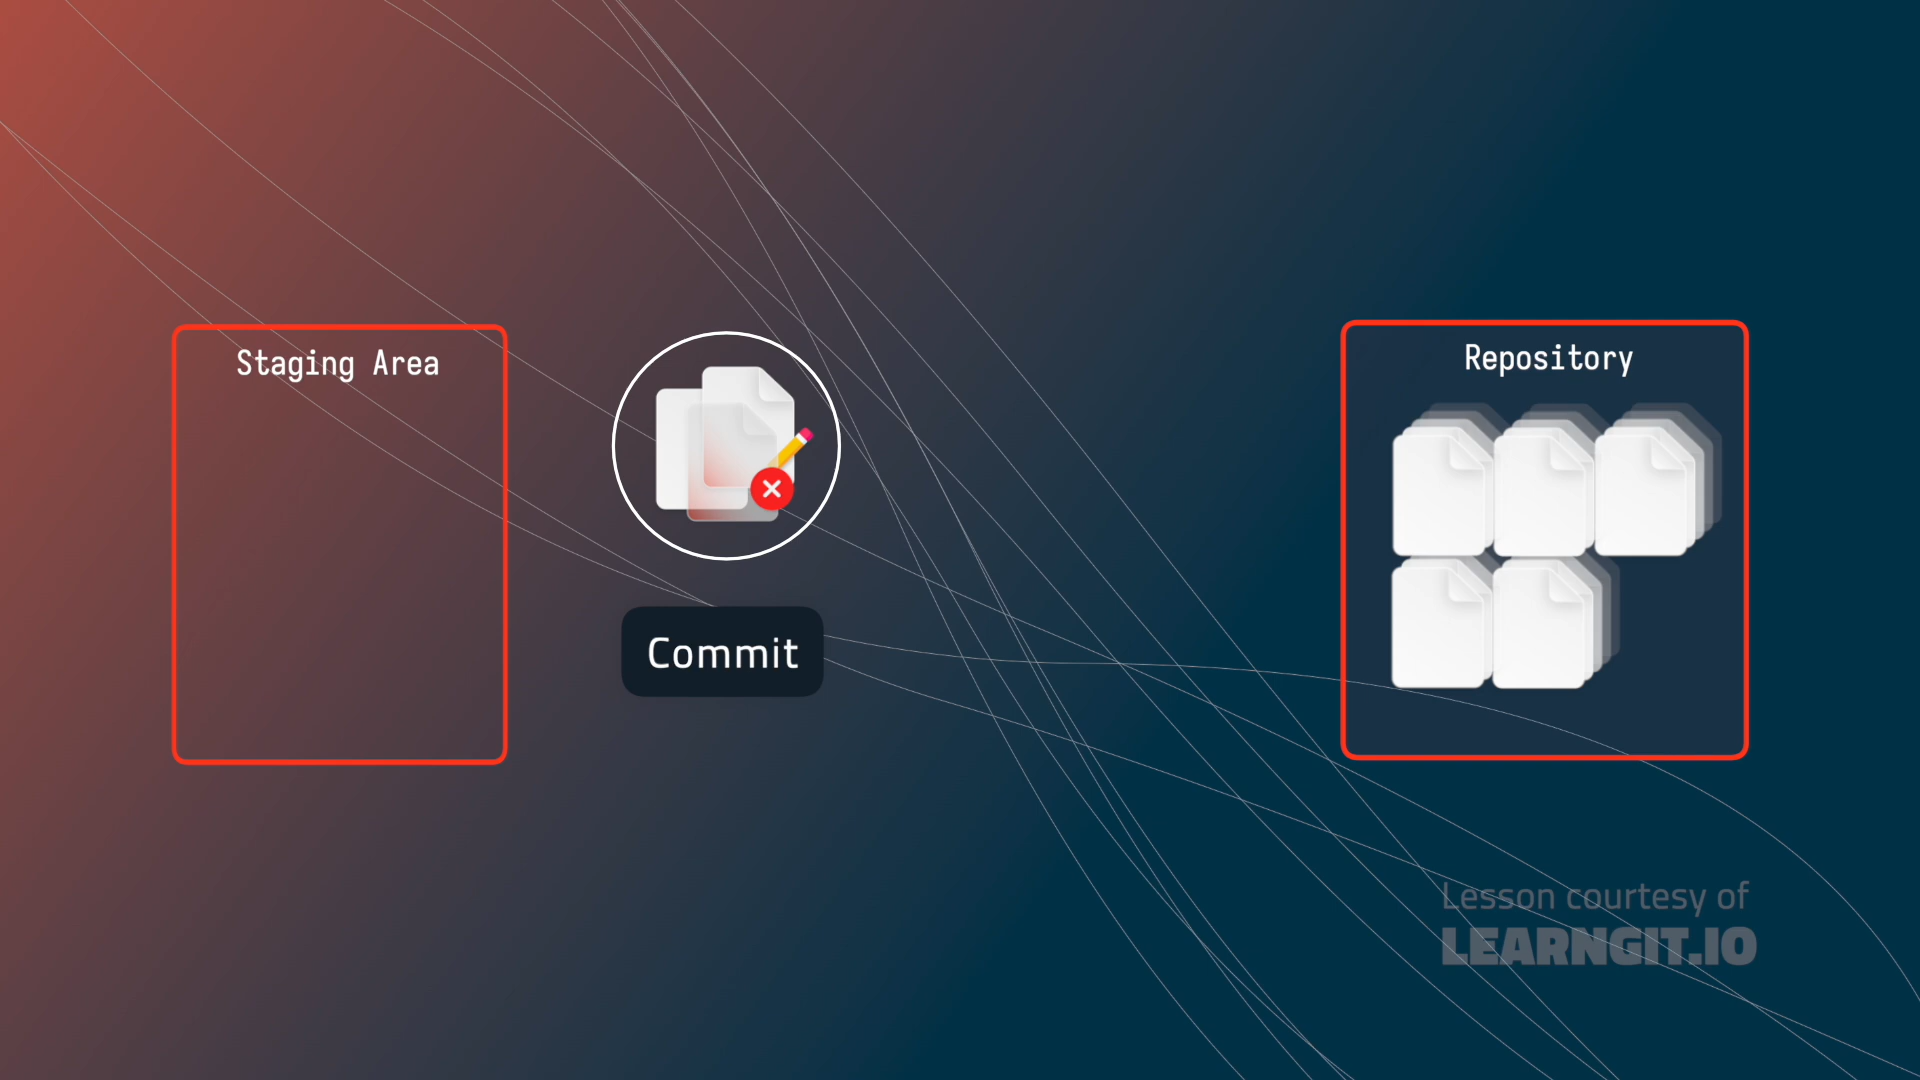 Staging Area
Repository
Commit
Lesson courtesy of
LEARNGIT.IO